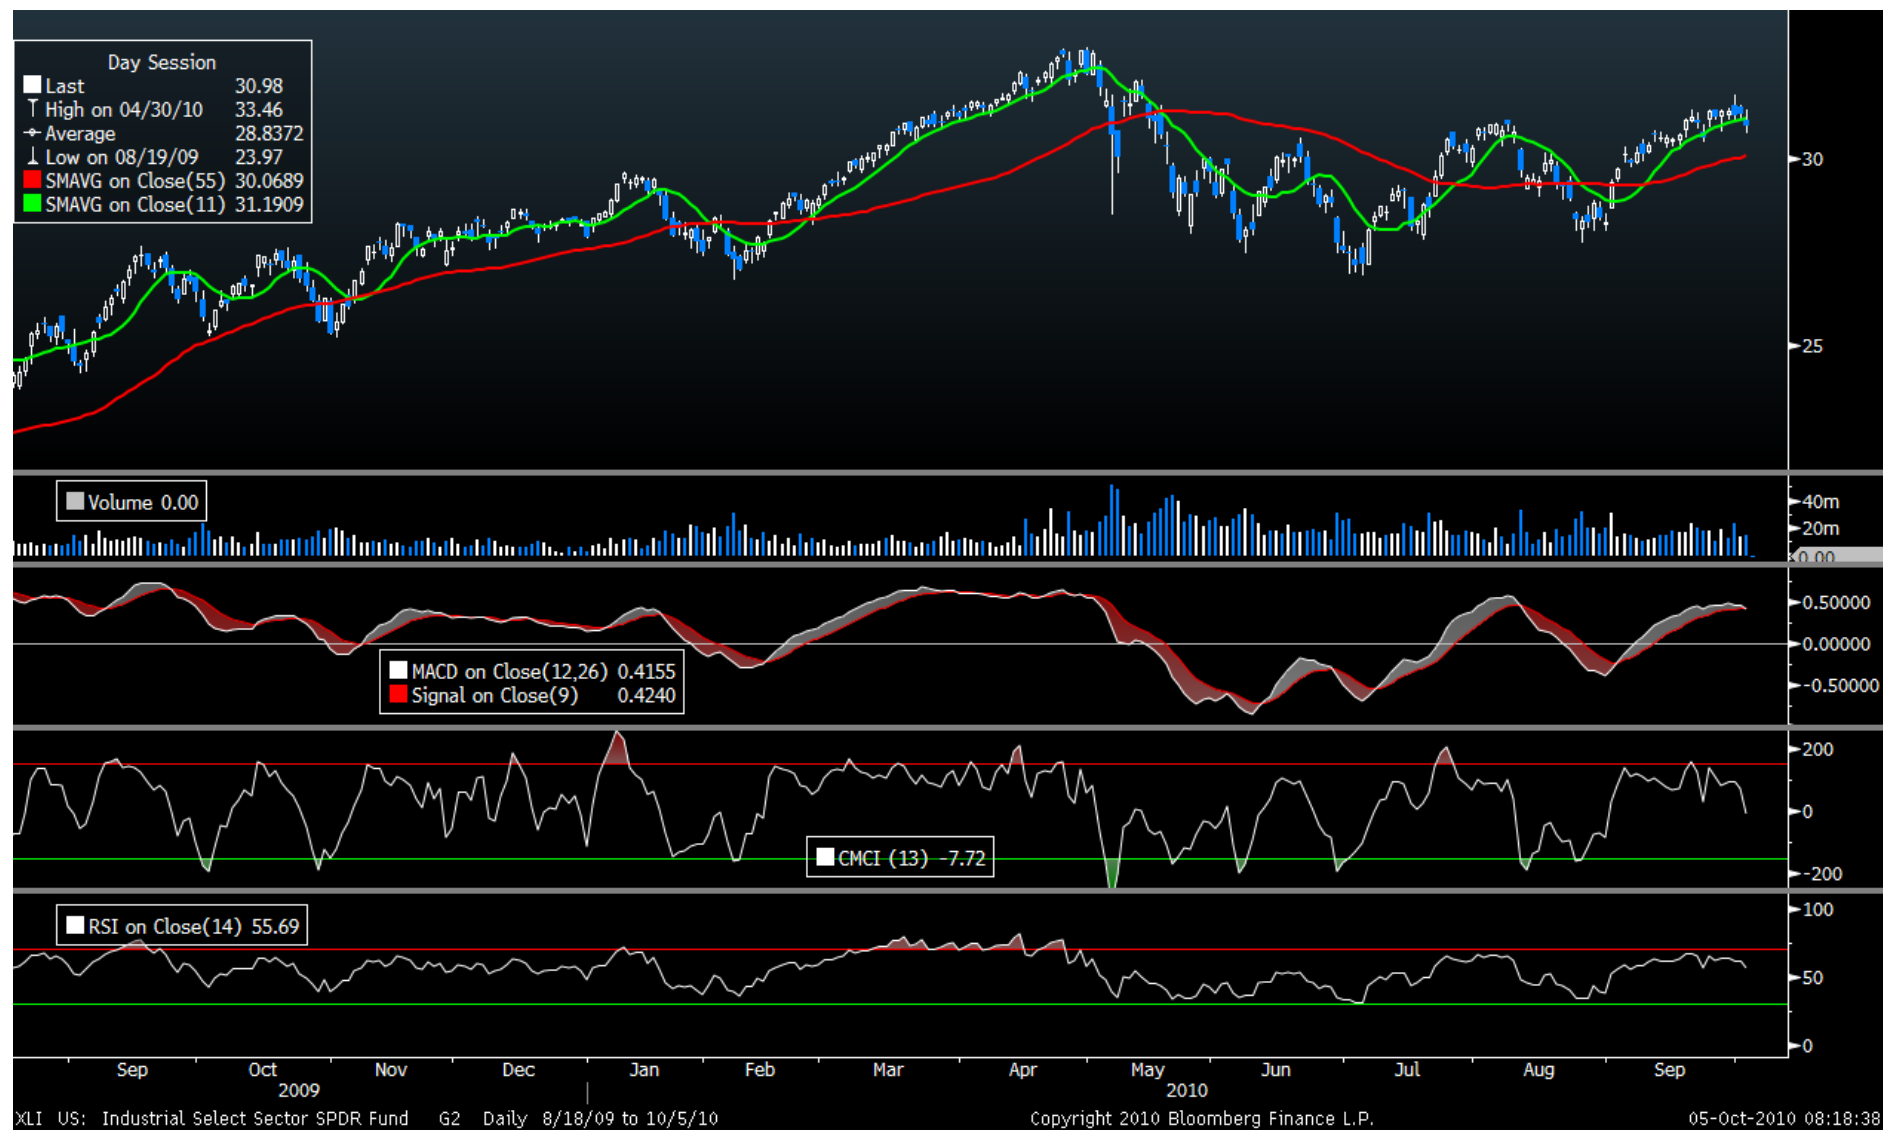 Day Session
Last 30.98
High on 04/30/10 33.46
Average 28.8372
Low on 08/19/09 23.97
SMAVG on Close(55) 30.0689
SMAVG on Close(11) 31.1909
30
25
Volume 0.00
40m
20m
0.00
0.50000
0.00000
-0.50000
MACD on Close(12,26) 0.4155
Signal on Close(9) 0.4240
200
0
-200
CMCI (13) -7.72
100
50
0
RSI on Close(14) 55.69
Sep Oct Nov Dec Jan Feb Mar Apr May Jun Jul Aug Sep
2009 2010
XLI US: Industrial Select Sector SPDR Fund G2 Daily 8/18/09 to 10/5/10 Copyright 2010 Bloomberg Finance L.P. 05-Oct-2010 08:18:38